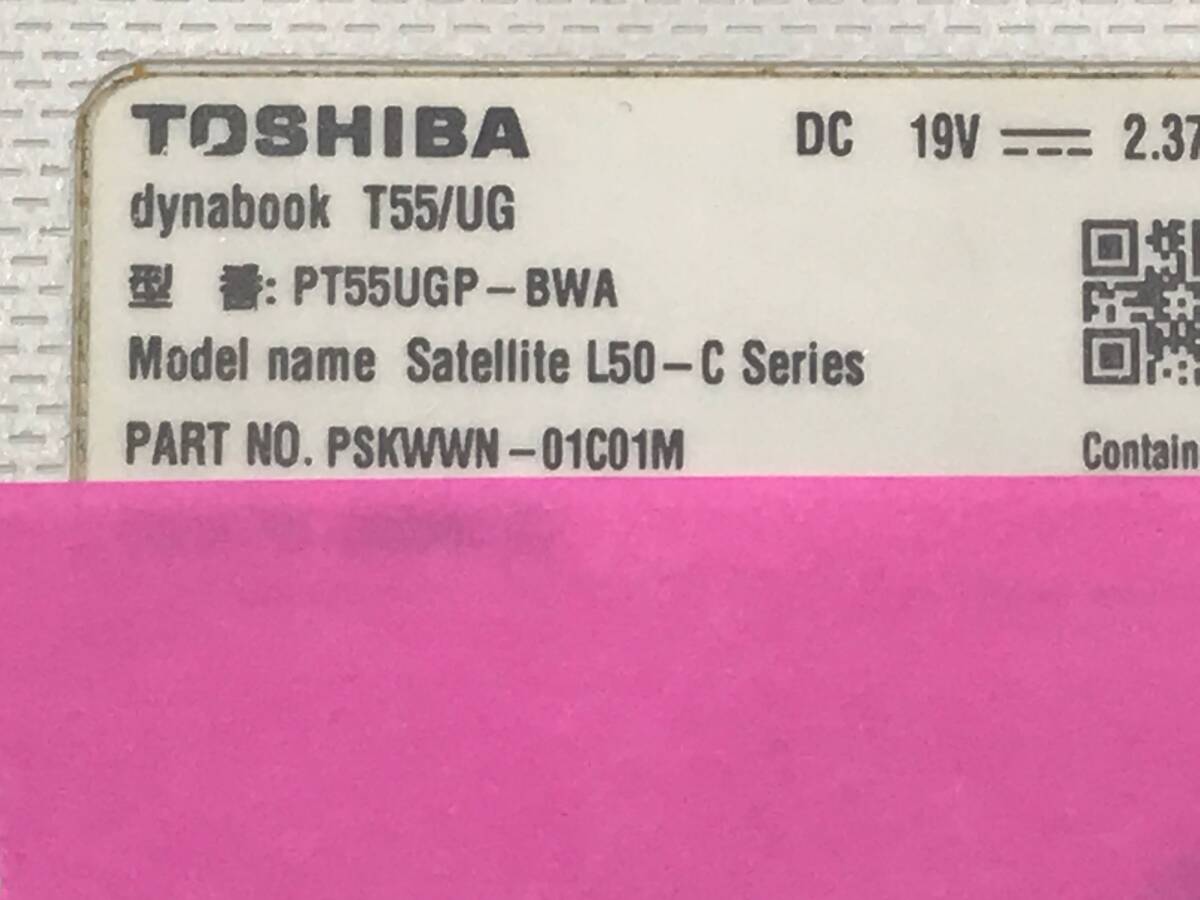 TOSHIBA
DC 19V ⎓ 2.37
dynabook T55/UG
型 番: PT55UGP-BWA
Model name Satellite L50-C Series
PART NO. PSKWWN-01C01M
Contain